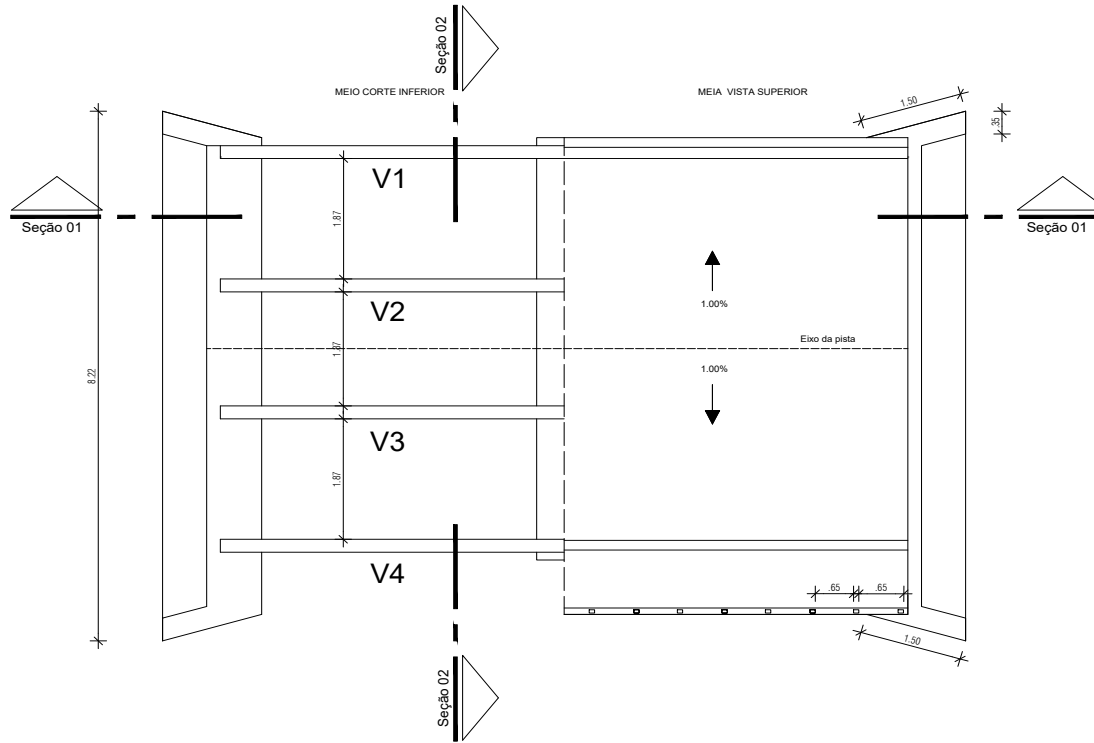 Seção 02
MEIO CORTE INFERIOR
MEIA VISTA SUPERIOR
1.50
.35
V1
Seção 01
Seção 01
1.87
V2
1.00%
1.87
Eixo da pista
1.00%
8.22
V3
1.87
V4
.65
.65
1.50
Seção 02